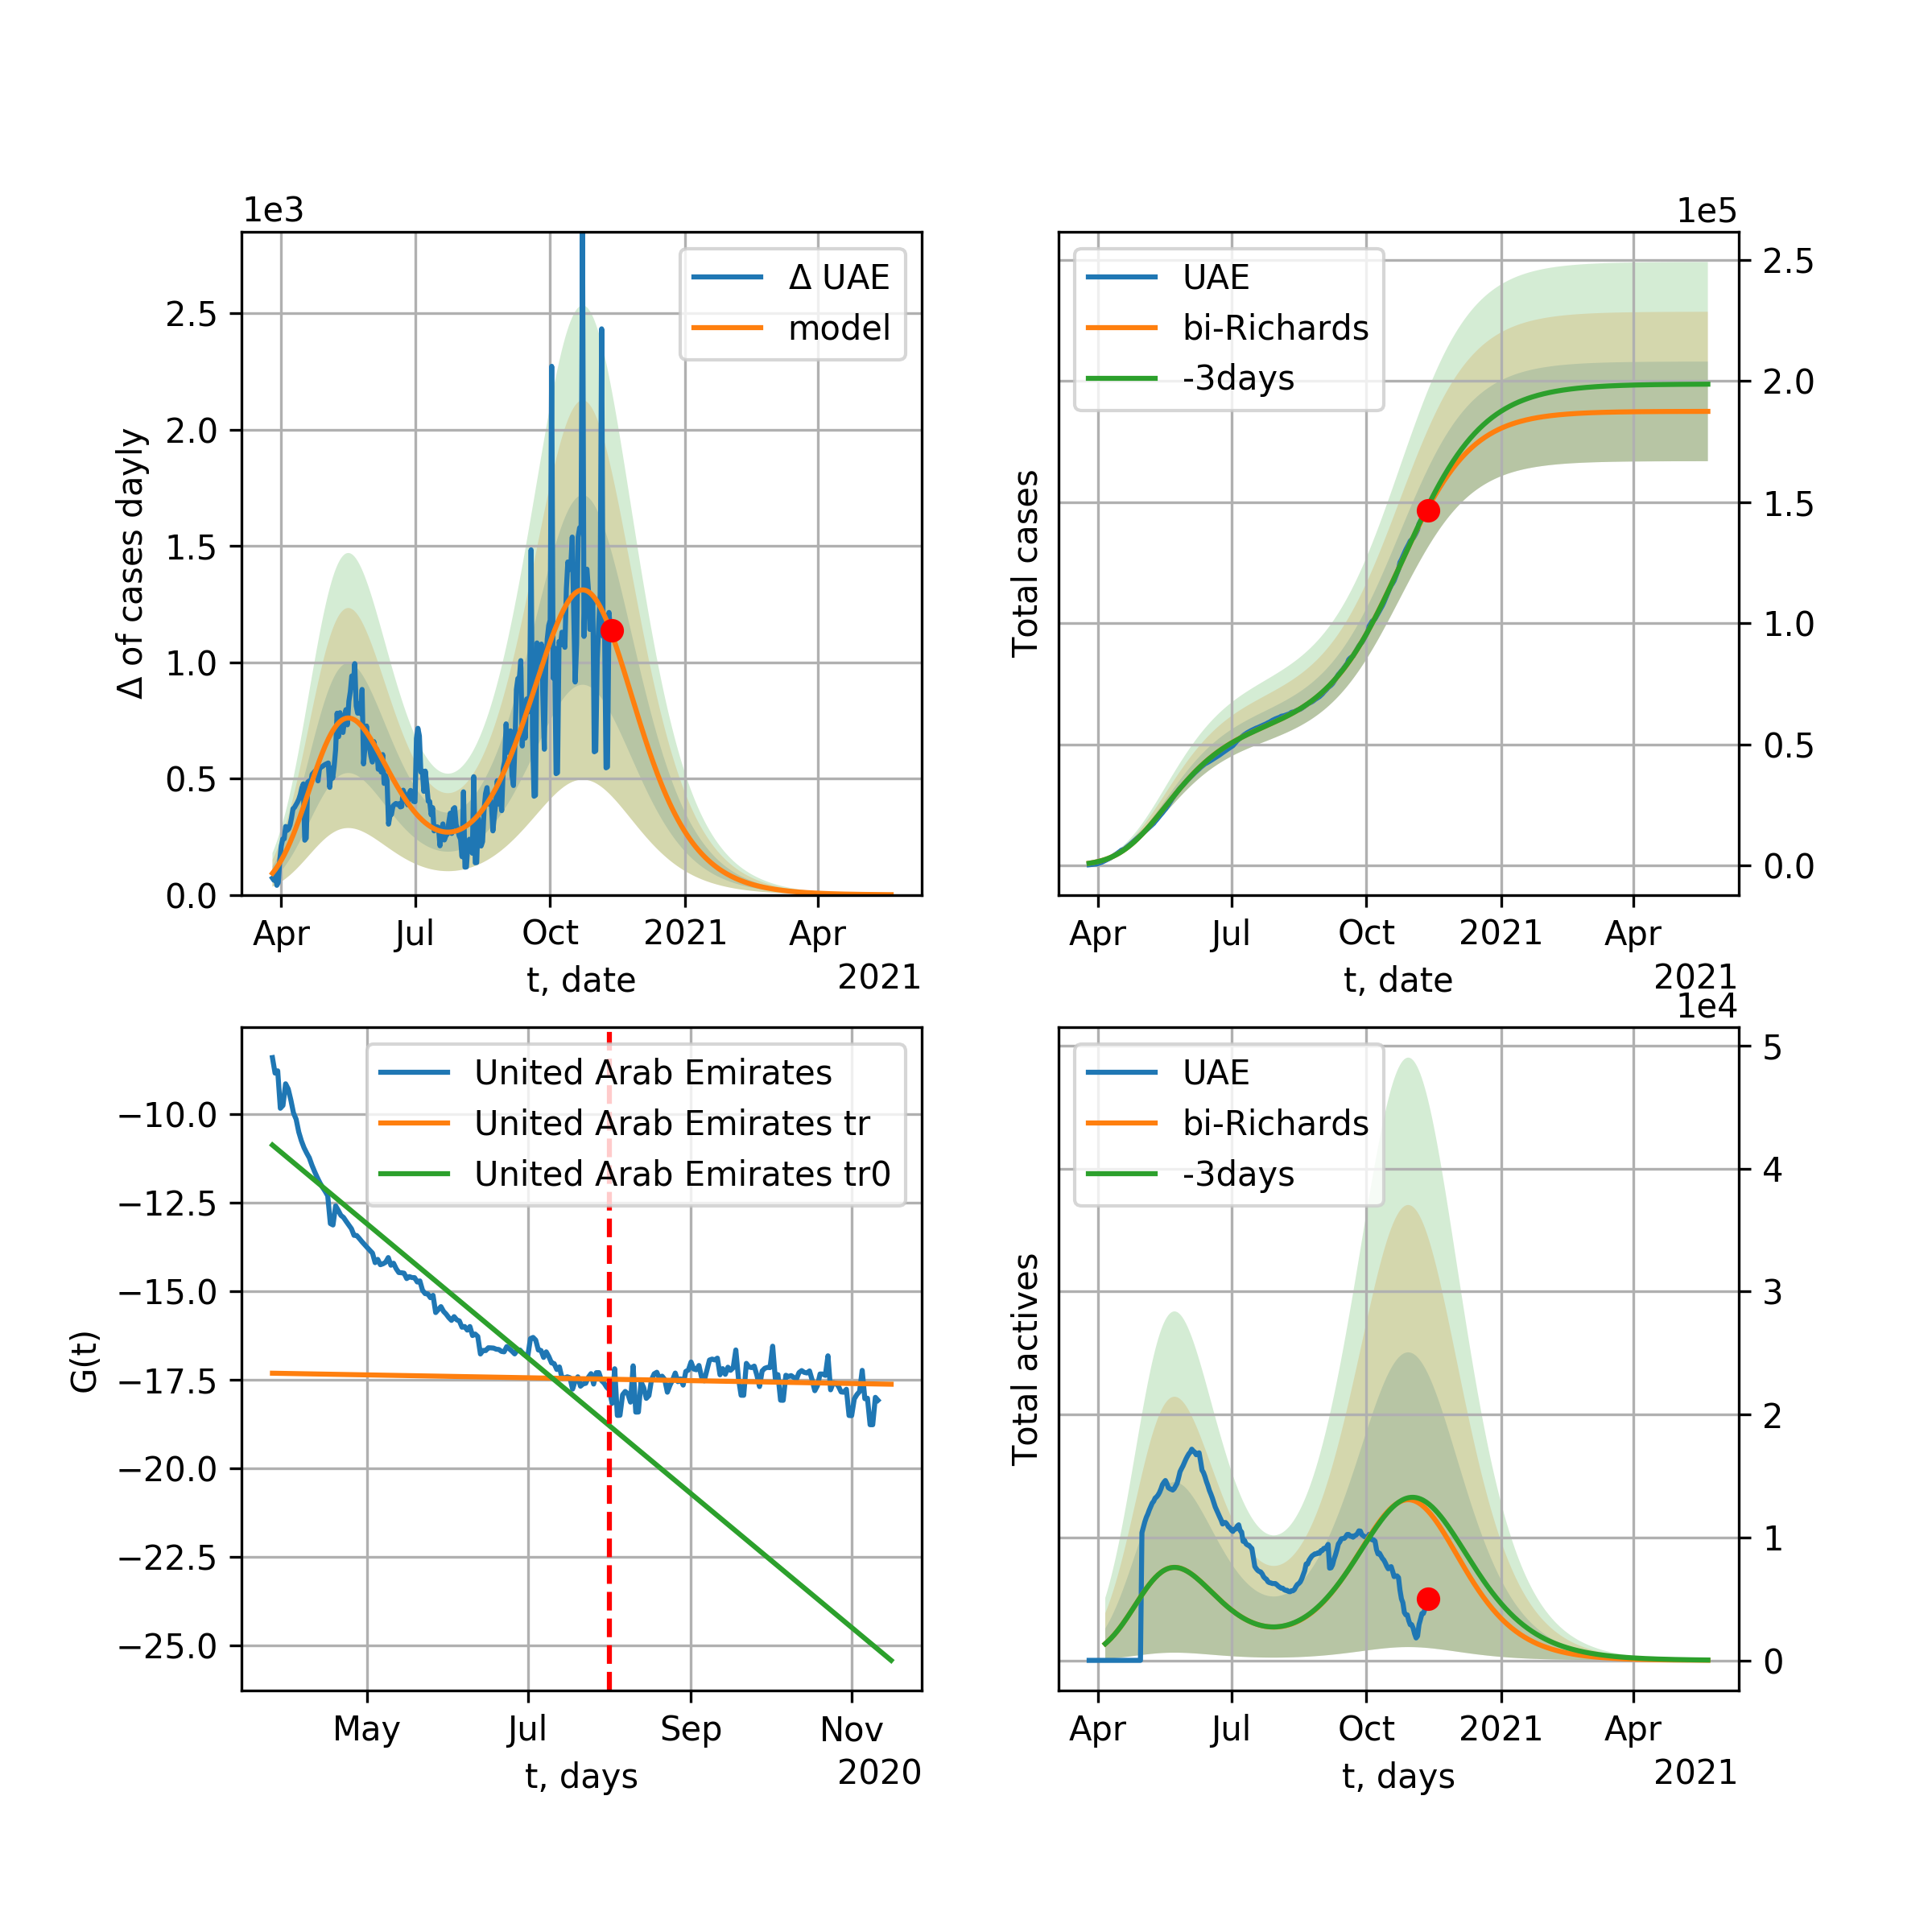 1e3
Δ of cases dayly
2.5
2.0
1.5
1.0
0.5
0.0
Δ UAE
model
Apr Jul Oct 2021 Apr
t, date
2021
1e5
Total cases
UAE
bi-Richards
-3days
2.5
2.0
1.5
1.0
0.5
0.0
Apr Jul Oct 2021 Apr
t, date
2021
G(t)
−10.0
−12.5
−15.0
−17.5
−20.0
−22.5
−25.0
United Arab Emirates
United Arab Emirates tr
United Arab Emirates tr0
May Jul Sep Nov
t, days
2020
1e4
Total actives
UAE
bi-Richards
-3days
5
4
3
2
1
0
Apr Jul Oct 2021 Apr
t, days
2021